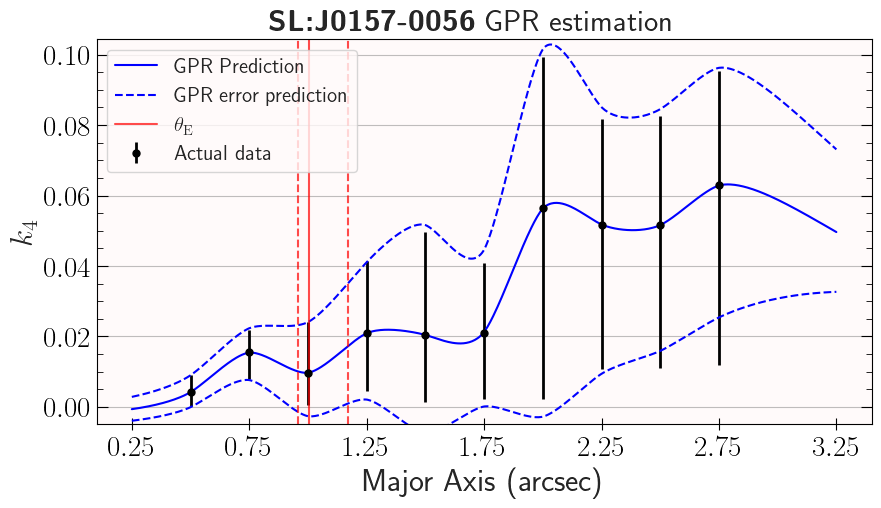 SL:J0157-0056 GPR estimation
GPR Prediction
GPR error prediction
θE
Actual data
k4
0.10
0.08
0.06
0.04
0.02
0.00
0.25 0.75 1.25 1.75 2.25 2.75 3.25
Major Axis (arcsec)